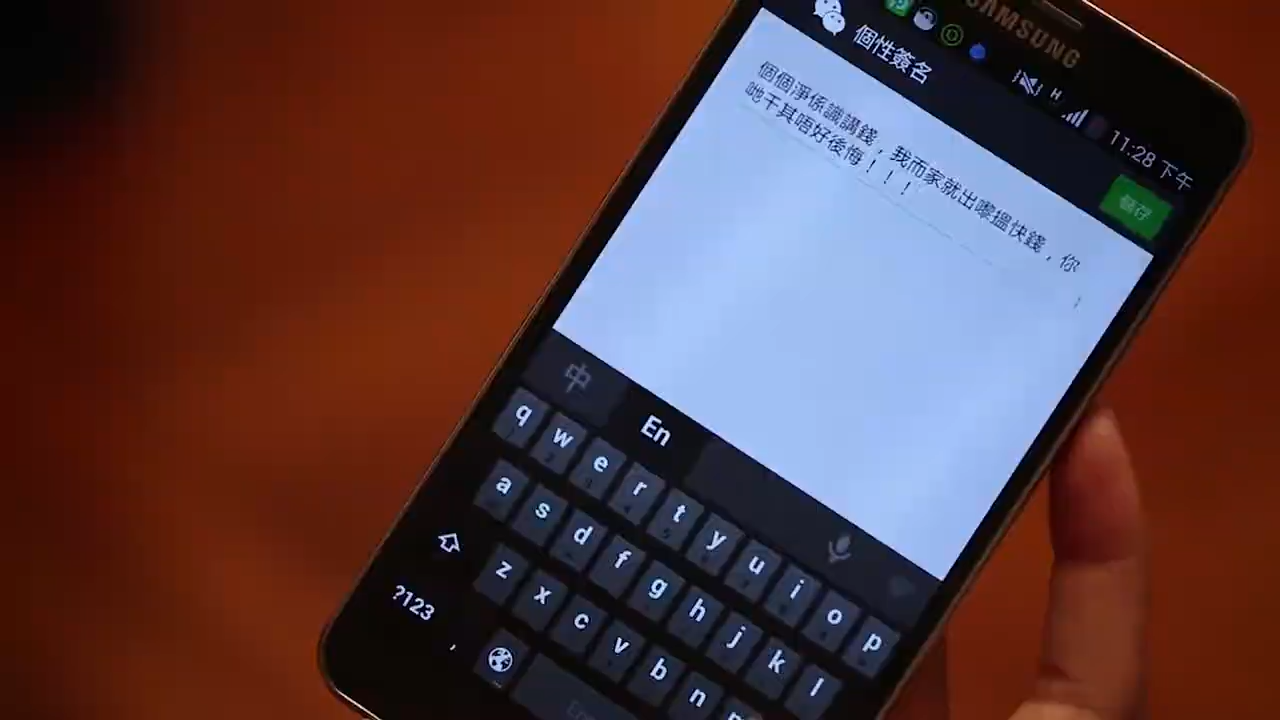 SAMSUNG
11:28 下午
個性簽名
儲存
個個淨係識講錢，我而家就出嚟搵快錢，你
哋千其唔好後悔！！！
中
En
q w e r t y u i o p
a s d f g h j k l
z x c v b n
?123
,